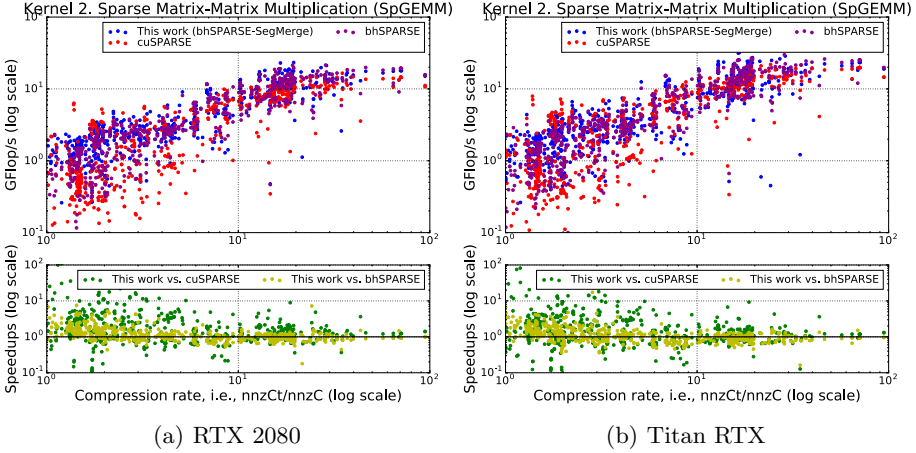 Kernel 2. Sparse Matrix-Matrix Multiplication (SpGEMM)
10^2
This work (bhSPARSE-SegMerge)
bhSPARSE
cuSPARSE
10^1
10^0
10^-1
GFlop/s (log scale)
10^0
10^1
10^2
10^2
This work vs. cuSPARSE
This work vs. bhSPARSE
10^1
10^0
10^-1
Speedups (log scale)
10^0
10^1
10^2
Compression rate, i.e., nnzCt/nnzC (log scale)
(a) RTX 2080
Kernel 2. Sparse Matrix-Matrix Multiplication (SpGEMM)
10^2
This work (bhSPARSE-SegMerge)
bhSPARSE
cuSPARSE
10^1
10^0
10^-1
GFlop/s (log scale)
10^0
10^1
10^2
10^2
This work vs. cuSPARSE
This work vs. bhSPARSE
10^1
10^0
10^-1
Speedups (log scale)
10^0
10^1
10^2
Compression rate, i.e., nnzCt/nnzC (log scale)
(b) Titan RTX